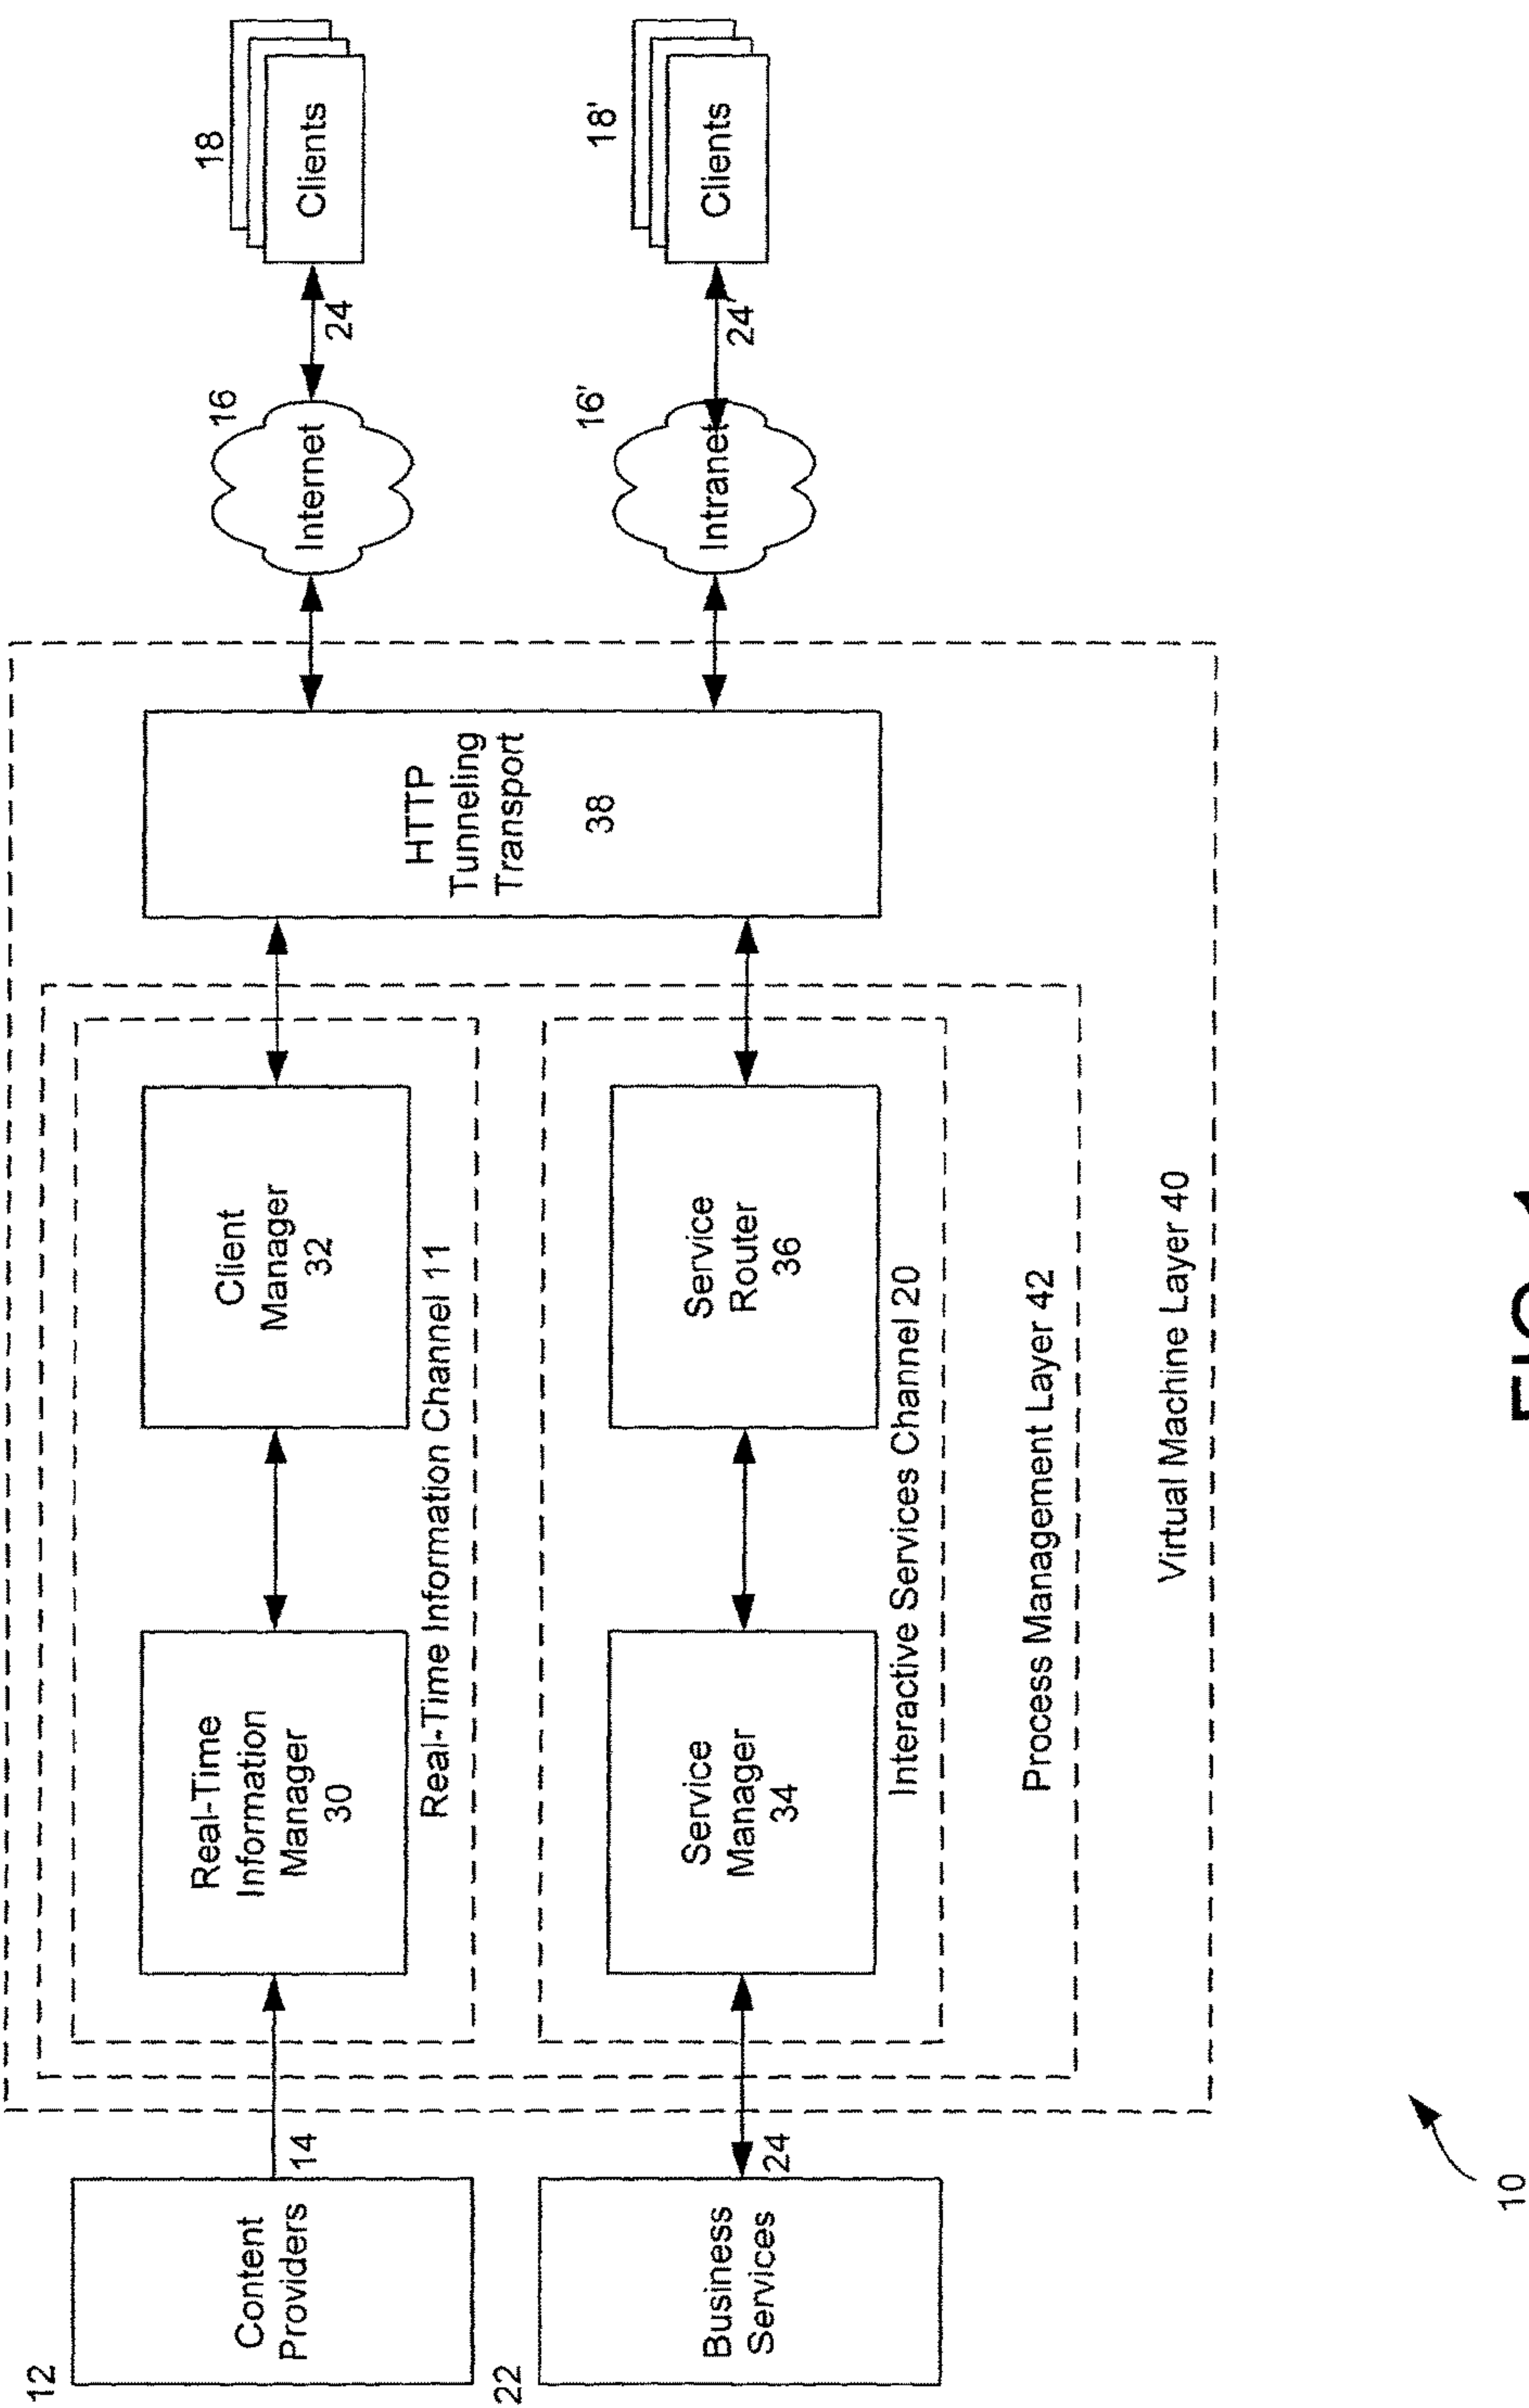 12
Content
Providers
14
22
Business
Services
24
Real-Time
Information
Manager
30
Client
Manager
32
Real-Time Information Channel 11
Service
Manager
34
Service
Router
36
Interactive Services Channel 20
Process Management Layer 42
Virtual Machine Layer 40
HTTP
Tunneling
Transport
38
16
Internet
24
18
Clients
16'
Intranet
24'
18'
Clients
10